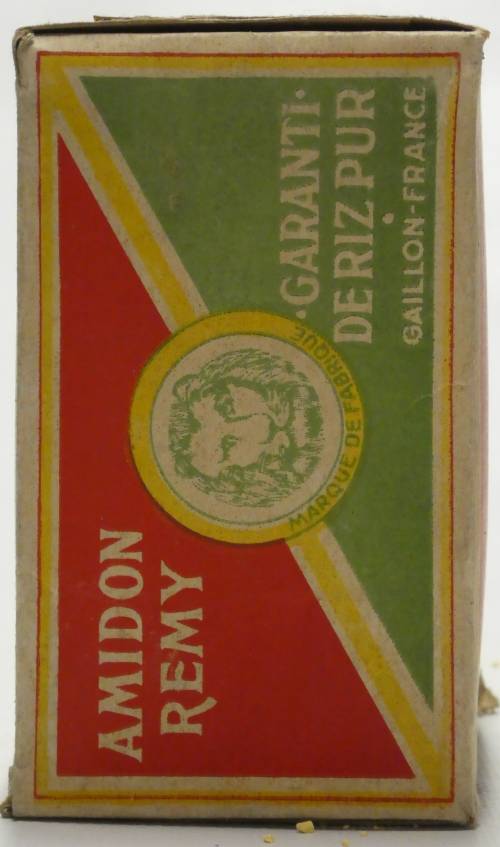 AMIDON
REMY
MARQUE DE FABRIQUE
·GARANTI·
DE RIZ PUR
GAILLON-FRANCE